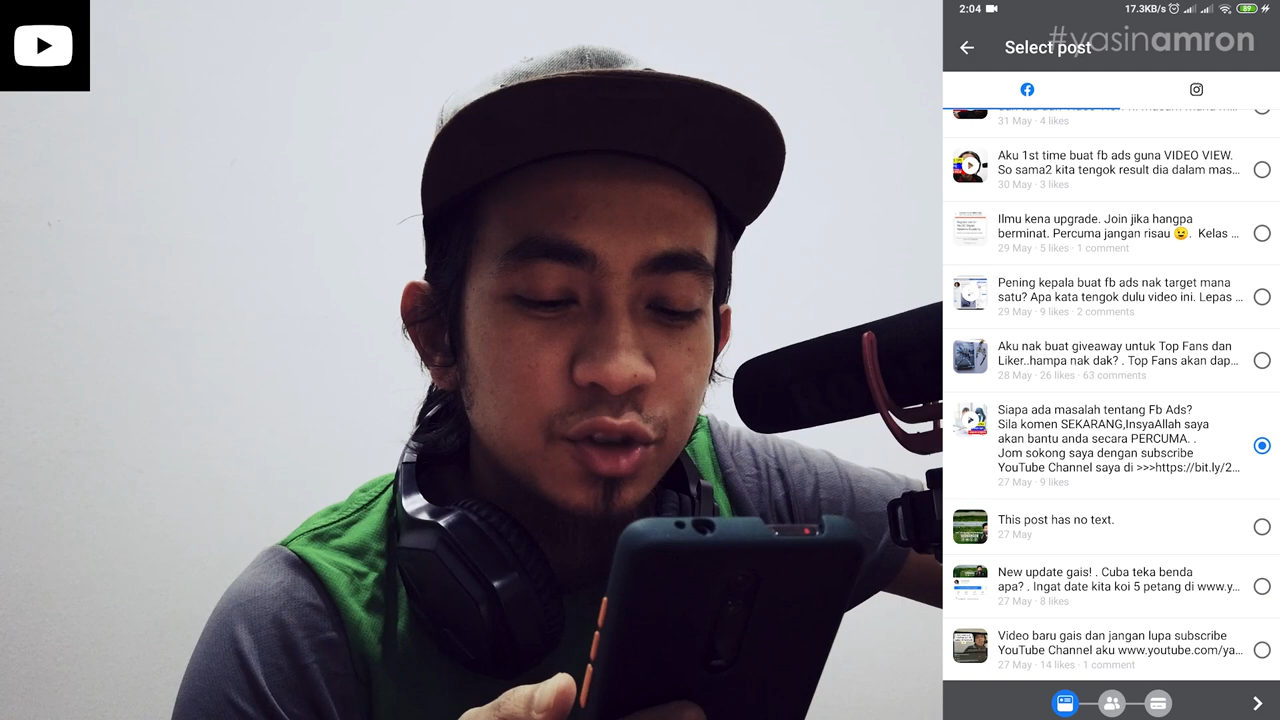 2:04
17.3KB/s
89
#yasinamron
Select post
31 May · 4 likes
Aku 1st time buat fb ads guna VIDEO VIEW.
So sama2 kita tengok result dia dalam mas...
30 May · 3 likes
Ilmu kena upgrade. Join jika hangpa
berminat. Percuma jangan risau 😉. Kelas ...
29 May · 5 likes · 1 comment
Pening kepala buat fb ads nak target mana
satu? Apa kata tengok dulu video ini. Lepas ...
29 May · 9 likes · 2 comments
Aku nak buat giveaway untuk Top Fans dan
Liker..hampa nak dak? . Top Fans akan dap...
28 May · 26 likes · 63 comments
Siapa ada masalah tentang Fb Ads?
Sila komen SEKARANG,InsyaAllah saya
akan bantu anda secara PERCUMA. .
Jom sokong saya dengan subscribe
YouTube Channel saya di >>>https://bit.ly/2...
27 May · 9 likes
This post has no text.
27 May
New update gais! . Cuba teka benda
apa? . Ingat date kita koi 5 petang di www.y...
27 May · 8 likes
Video baru gais dan jangan lupa subscribe
YouTube Channel aku www.youtube.com/ya...
27 May · 14 likes · 1 comment